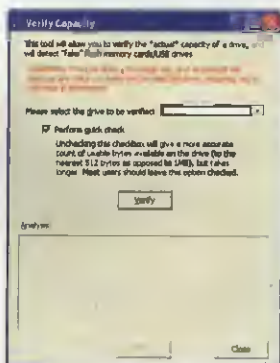 Verify Capacity
This tool will allow you to verify the "actual" capacity of a drive, and
will detect "fake" flash memory cards/USB drives
Please select the drive to be verified:
Perform quick check
Unchecking this checkbox will give a more accurate
count of usable bytes available on the drive (to the
nearest 512 bytes as opposed to 1MB), but takes
longer. Most users should leave this option checked.
Verify
Analysis:
Close